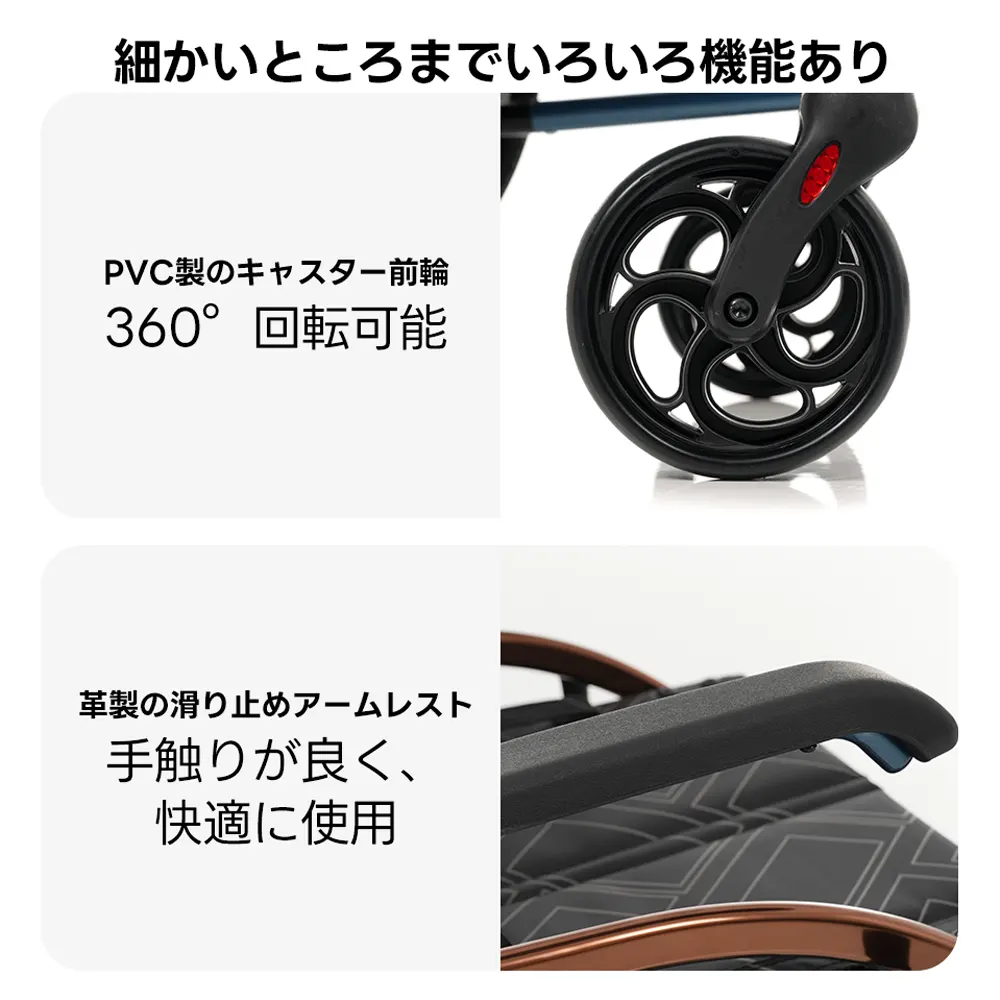 細かいところまでいろいろ機能あり
PVC製のキャスター前輪
360° 回転可能
革製の滑り止めアームレスト
手触りが良く、
快適に使用